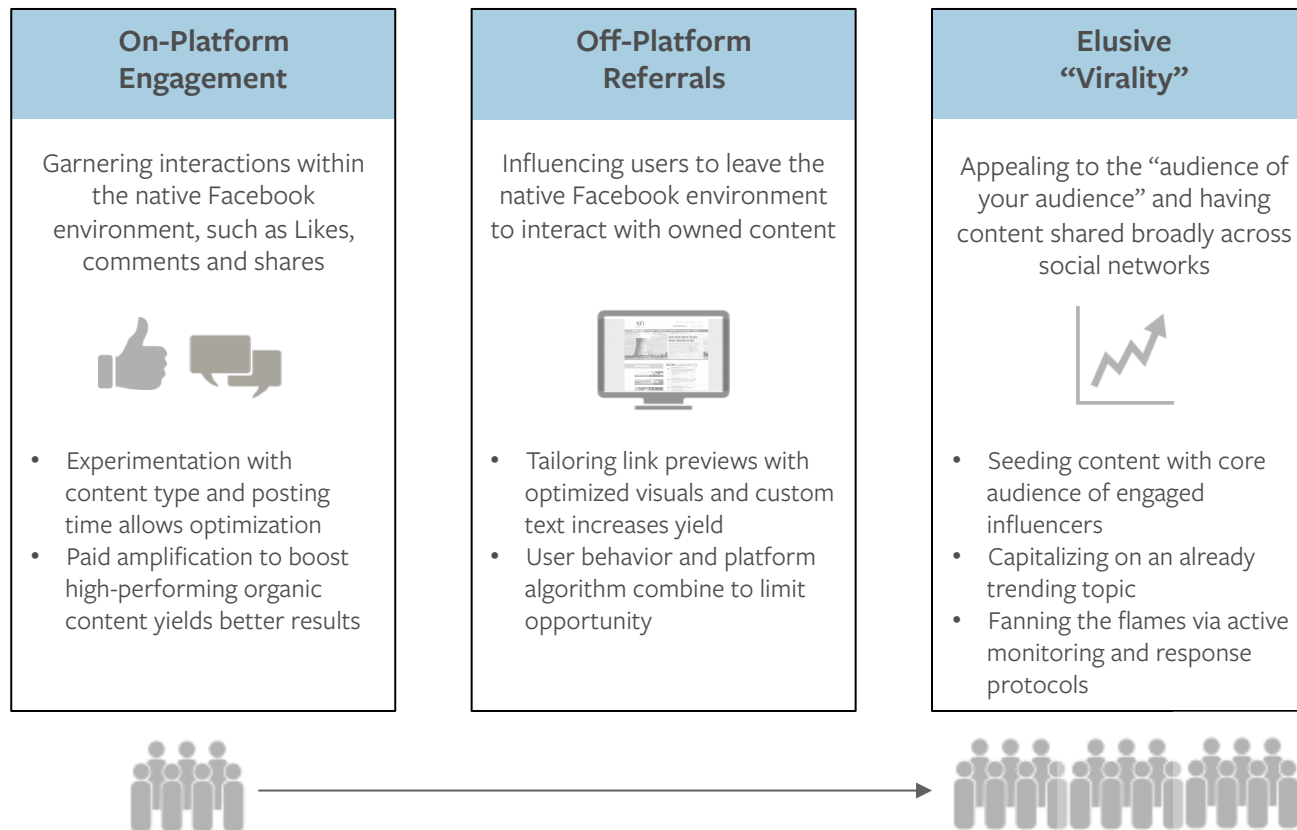 On-Platform
Engagement
Garnering interactions within
the native Facebook
environment, such as Likes,
comments and shares
• Experimentation with
content type and posting
time allows optimization
• Paid amplification to boost
high-performing organic
content yields better results
Off-Platform
Referrals
Influencing users to leave the
native Facebook environment
to interact with owned content
• Tailoring link previews with
optimized visuals and custom
text increases yield
• User behavior and platform
algorithm combine to limit
opportunity
Elusive
“Virality”
Appealing to the “audience of
your audience” and having
content shared broadly across
social networks
• Seeding content with core
audience of engaged
influencers
• Capitalizing on an already
trending topic
• Fanning the flames via active
monitoring and response
protocols